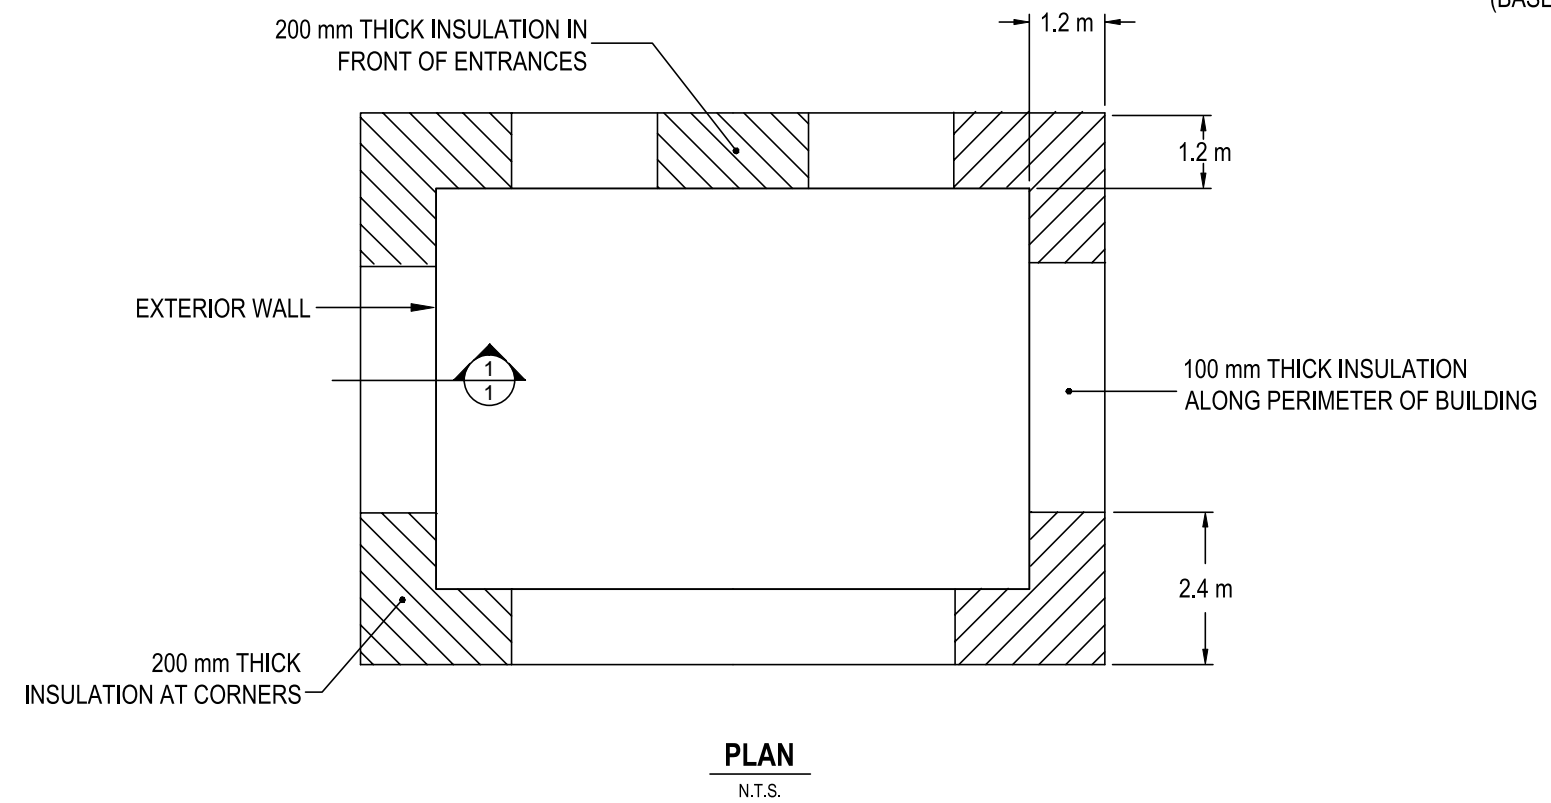 (BASE
200 mm THICK INSULATION IN
FRONT OF ENTRANCES
1.2 m
1.2 m
EXTERIOR WALL
1
1
100 mm THICK INSULATION
ALONG PERIMETER OF BUILDING
2.4 m
200 mm THICK
INSULATION AT CORNERS
PLAN
N.T.S.